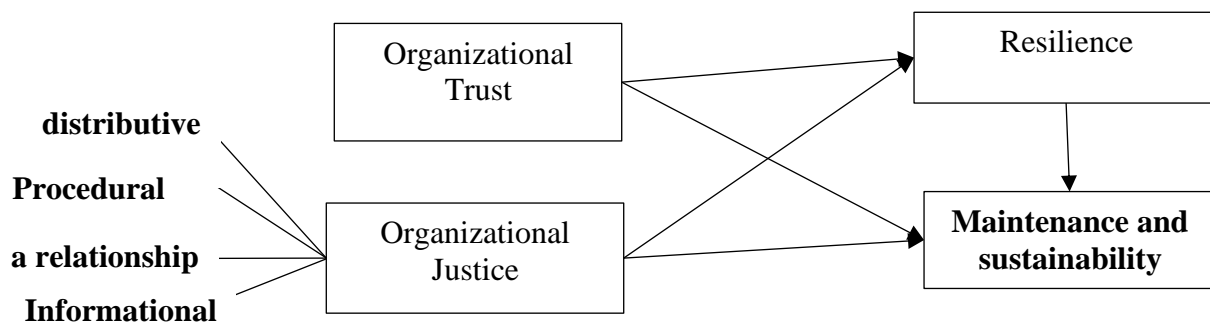 Organizational
Trust
Resilience
distributive
Procedural
a relationship
Informational
Organizational
Justice
Maintenance and
sustainability